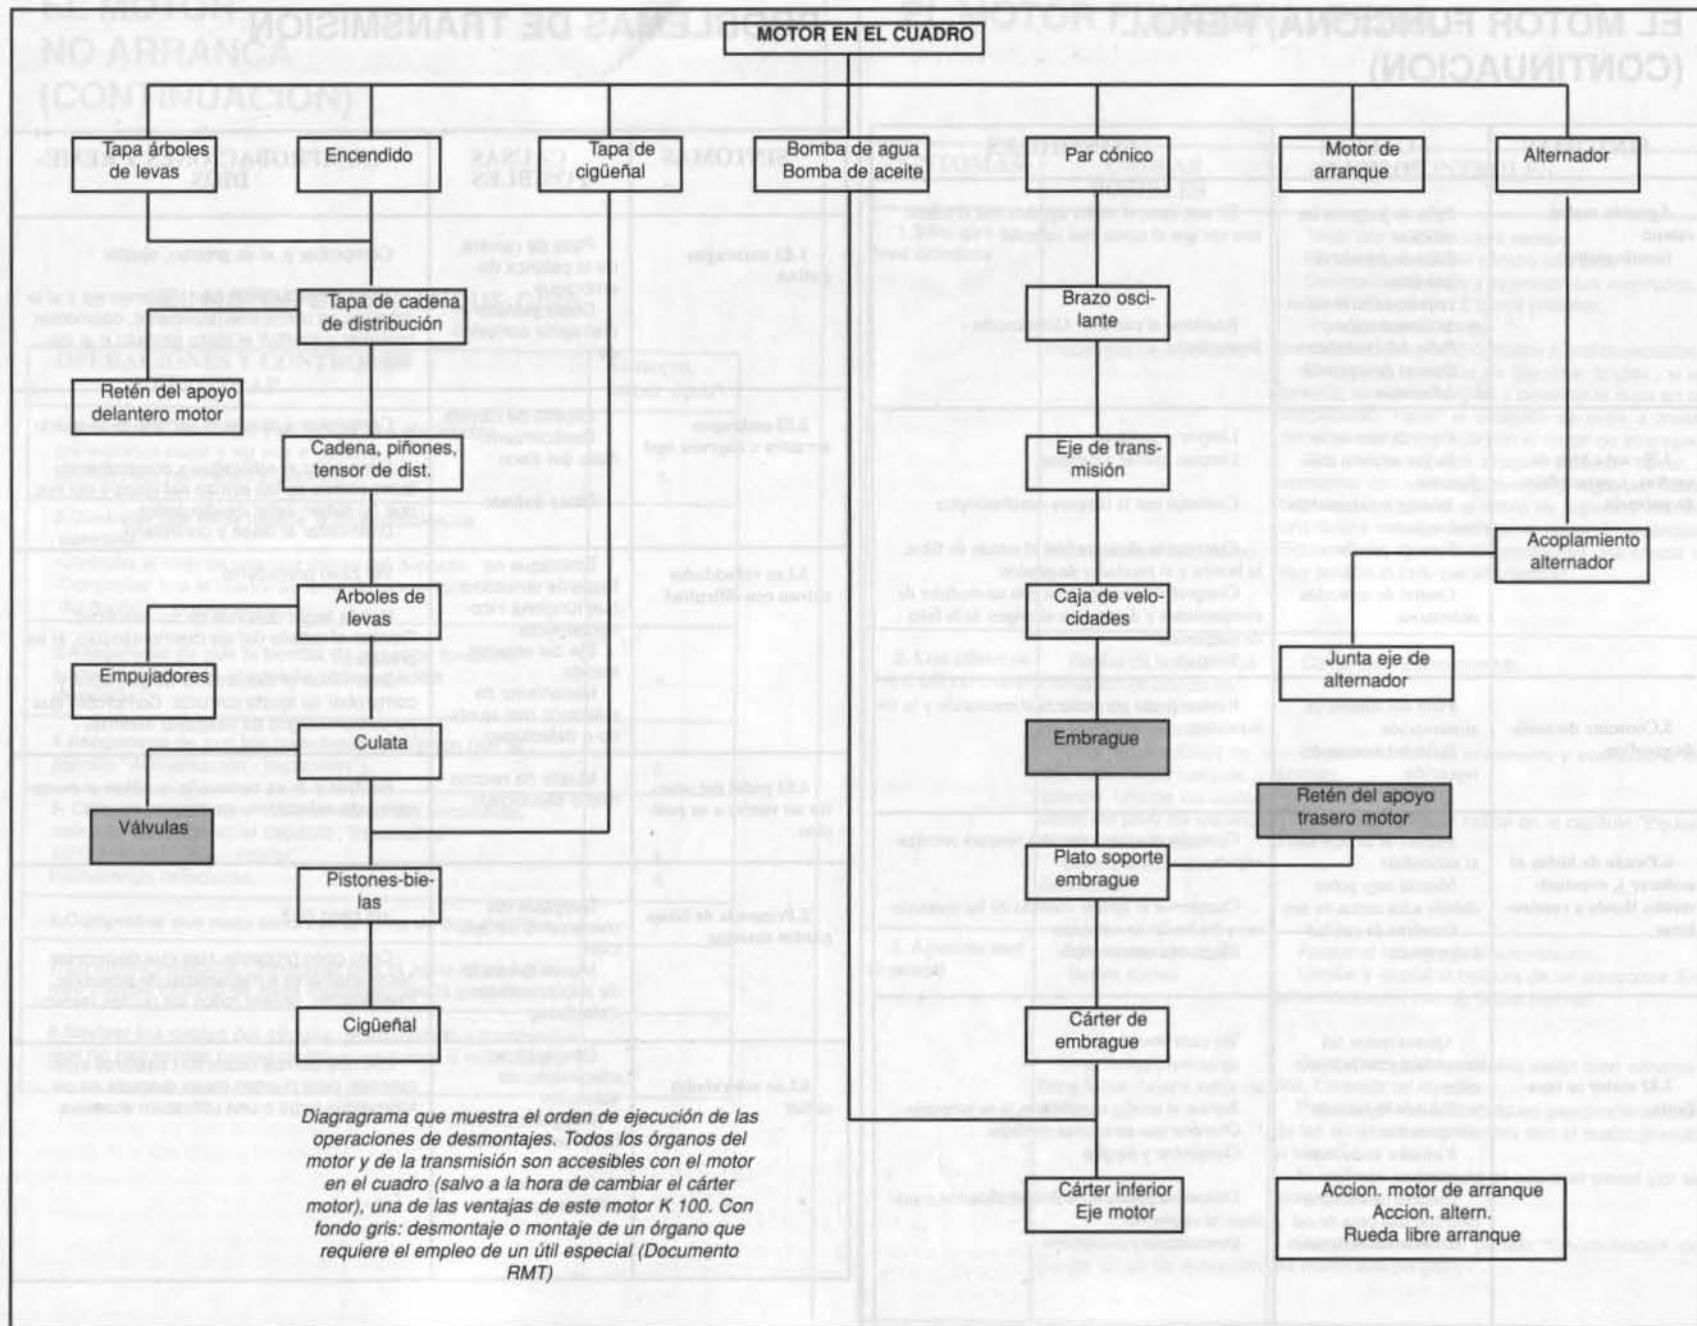 MOTOR EN EL CUADRO
Tapa árboles
de levas
Encendido
Tapa de
cigüeñal
Bomba de agua
Bomba de aceite
Par cónico
Motor de
arranque
Alternador
Tapa de cadena
de distribución
Brazo osci-
lante
Retén del apoyo
delantero motor
Cadena, piñones,
tensor de dist.
Eje de trans-
misión
Acoplamiento
alternador
Arboles de
levas
Caja de velo-
cidades
Empujadores
Junta eje de
alternador
Culata
Embrague
Válvulas
Retén del apoyo
trasero motor
Plato soporte
embrague
Pistones-bie-
las
Cigüeñal
Cárter de
embrague
Diagragrama que muestra el orden de ejecución de las
operaciones de desmontajes. Todos los órganos del
motor y de la transmisión son accesibles con el motor
en el cuadro (salvo a la hora de cambiar el cárter
motor), una de las ventajas de este motor K 100. Con
fondo gris: desmontaje o montaje de un órgano que
requiere el empleo de un útil especial (Documento
RMT)
Cárter inferior
Eje motor
Accion. motor de arranque
Accion. altern.
Rueda libre arranque